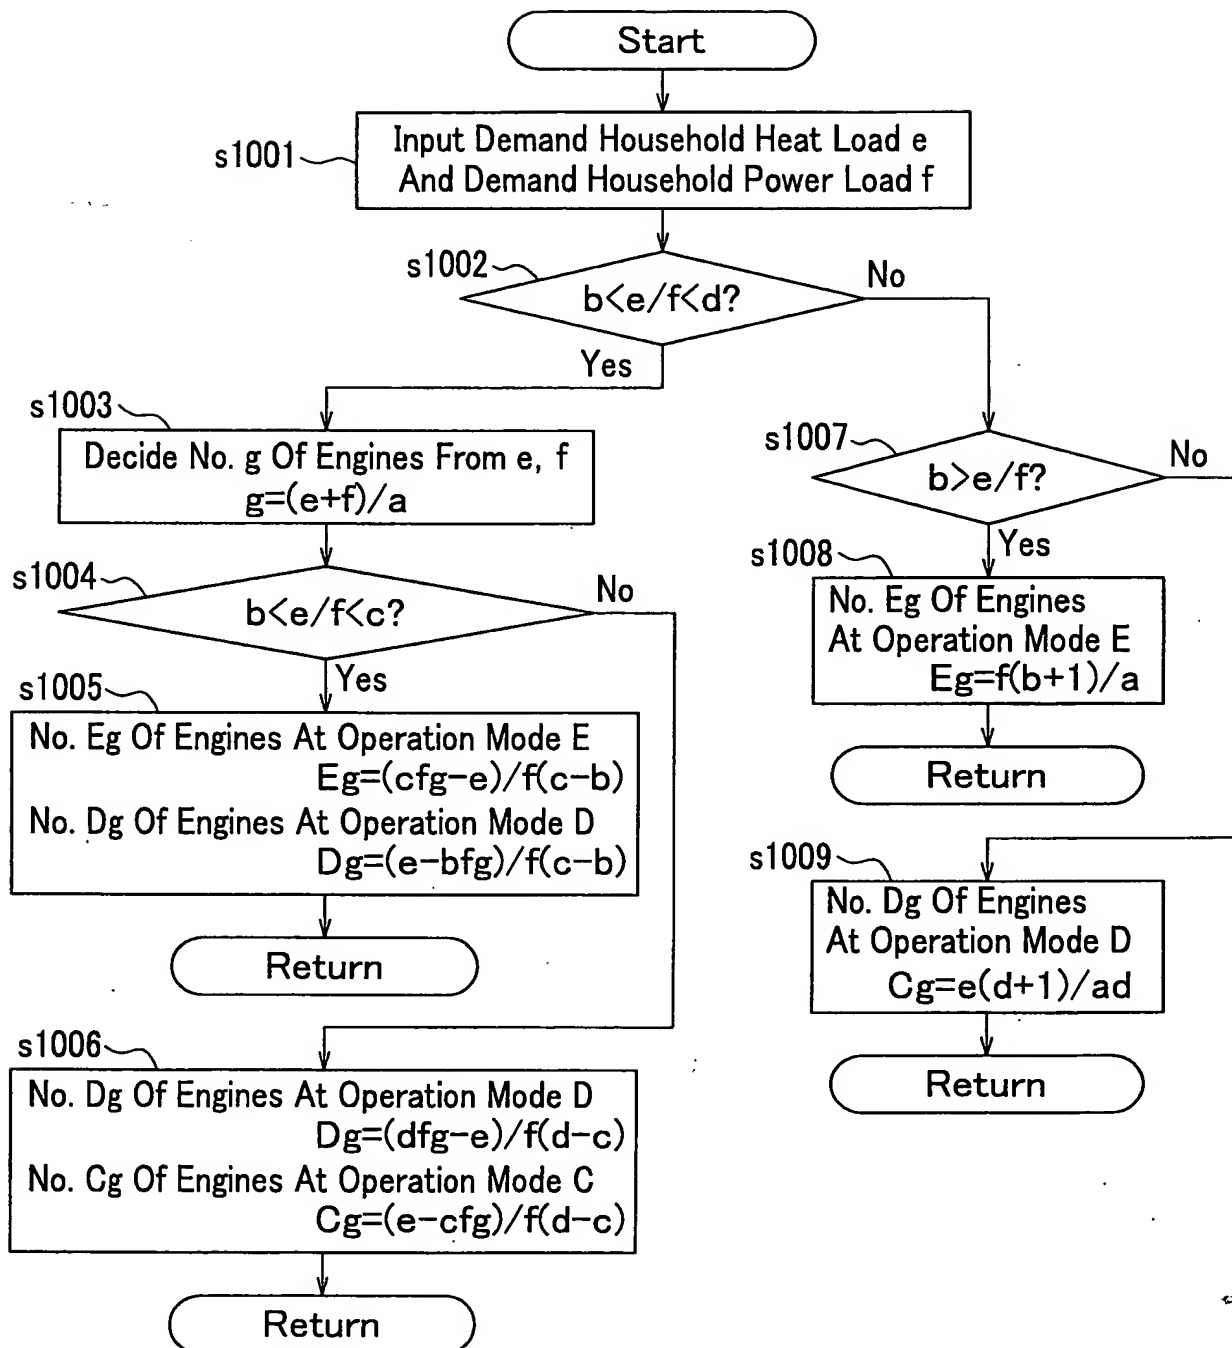 Start
s1001
Input Demand Household Heat Load e
And Demand Household Power Load f
s1002
b<e/f<d?
No
Yes
s1003
Decide No. g Of Engines From e, f
g=(e+f)/a
s1004
b<e/f<c?
No
Yes
s1005
No. Eg Of Engines At Operation Mode E
Eg=(cfg-e)/f(c-b)
No. Dg Of Engines At Operation Mode D
Dg=(e-bfg)/f(c-b)
Return
s1006
No. Dg Of Engines At Operation Mode D
Dg=(dfg-e)/f(d-c)
No. Cg Of Engines At Operation Mode C
Cg=(e-cfg)/f(d-c)
Return
s1007
b>e/f?
No
Yes
s1008
No. Eg Of Engines
At Operation Mode E
Eg=f(b+1)/a
Return
s1009
No. Dg Of Engines
At Operation Mode D
Cg=e(d+1)/ad
Return